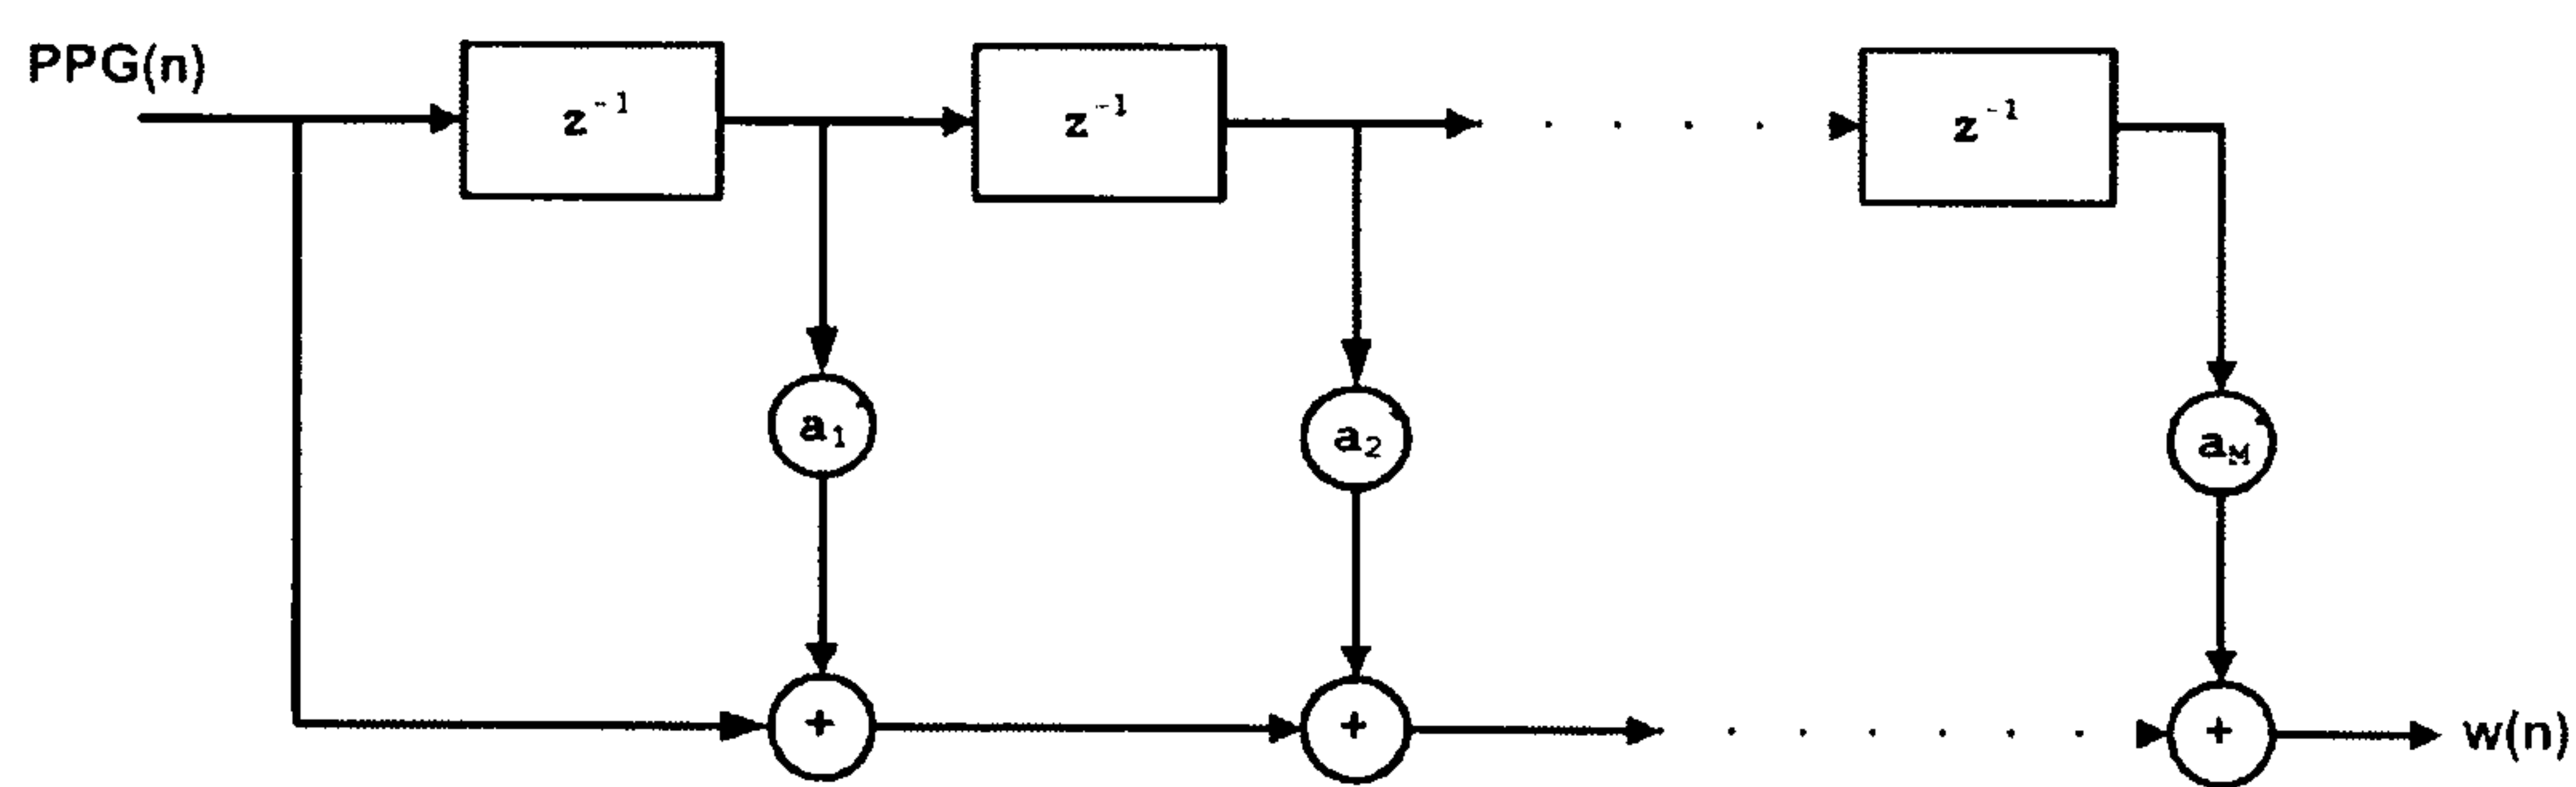 PPG(n)
z⁻¹ z⁻¹ . . . . z⁻¹
a₁ a₂ a_M
+ + . . . . . . + w(n)